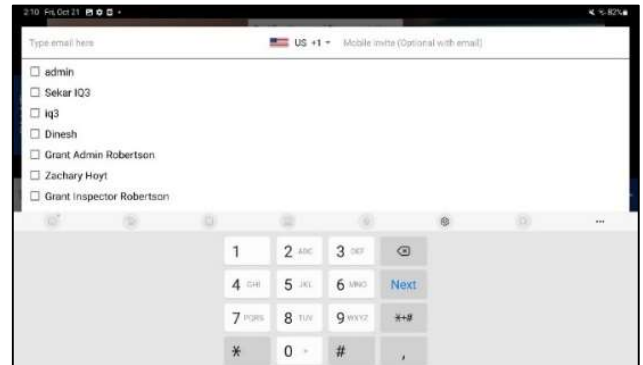 2:10 Fri, Oct 21 82%
Type email here US +1 Mobile Invite (Optional with email)
admin
Sekar IQ3
iq3
Dinesh
Grant Admin Robertson
Zachary Hoyt
Grant Inspector Robertson
1 2 ABC 3 DEF
4 GHI 5 JKL 6 MNO Next
7 PQRS 8 TUV 9 WXYZ *+#
* 0 + # ,